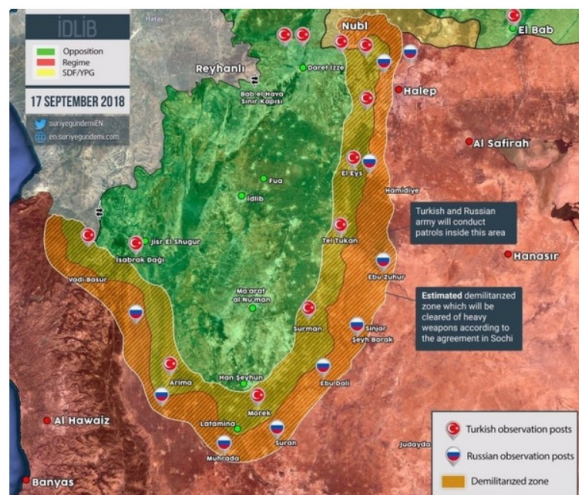 İDLİB
Opposition
Regime
SDF/YPG
17 SEPTEMBER 2018
suriyegundemiEN
en.suriyegundemi.com
Hatay
Nubl
El Bab
Reyhanlı
Daret Izze
Bab el Hava
Sınır Kapısı
Halep
Al Safirah
Fua
El Eys
İdlib
Hamidiye
Turkish and Russian
army will conduct
patrols inside this area
Jisr El Shugur
Isabrak Dağı
Tel Tukan
Hanasır
Vadi Basur
Ebu Zuhur
Ma'arat
al Nu'man
Estimated demilitarized
zone which will be
cleared of heavy
weapons according to
the agreement in Sochi
Surman
Sinjar
Şeyh Barak
Arima
Han Şeyhun
Ebu Dali
Morek
Latamina
Al Hawaiz
Suran
Muhrada
Judayda
Turkish observation posts
Russian observation posts
Demilitarized zone
Banyas